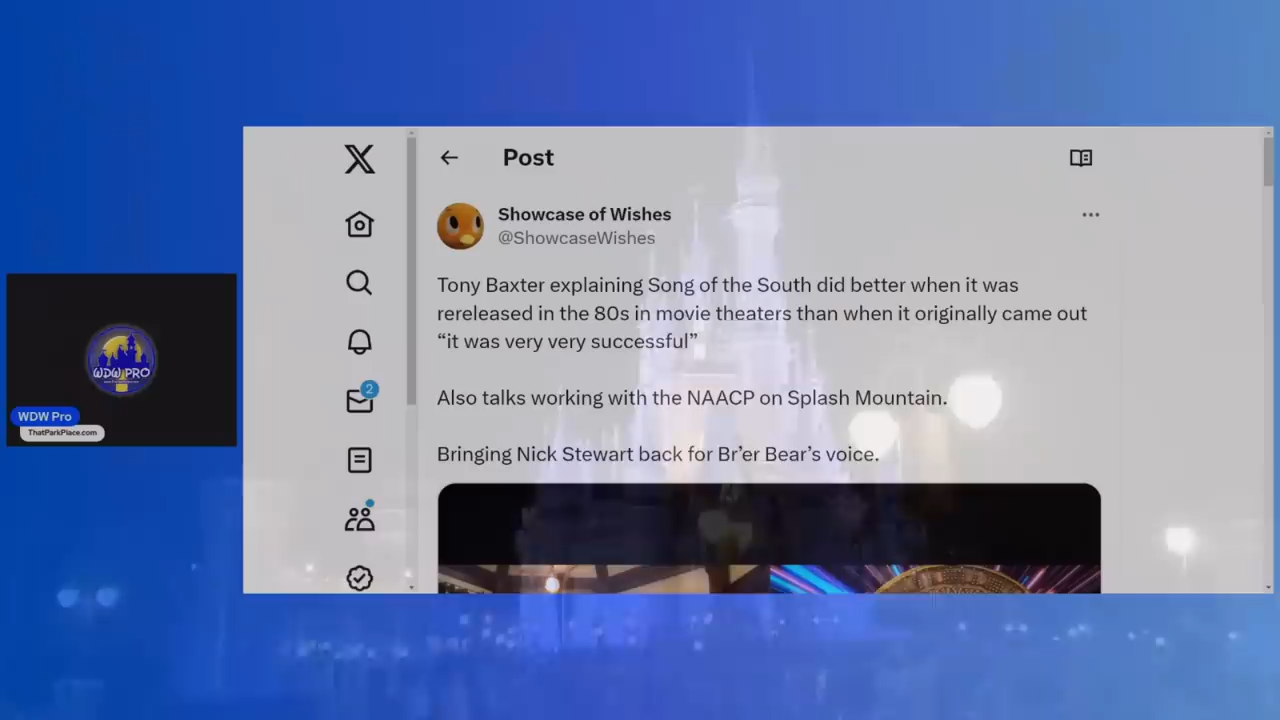 Post
Showcase of Wishes
@ShowcaseWishes
Tony Baxter explaining Song of the South did better when it was
rereleased in the 80s in movie theaters than when it originally came out
“it was very very successful”
Also talks working with the NAACP on Splash Mountain.
Bringing Nick Stewart back for Br’er Bear’s voice.
2
WDW PRO
WDW Pro
ThatParkPlace.com